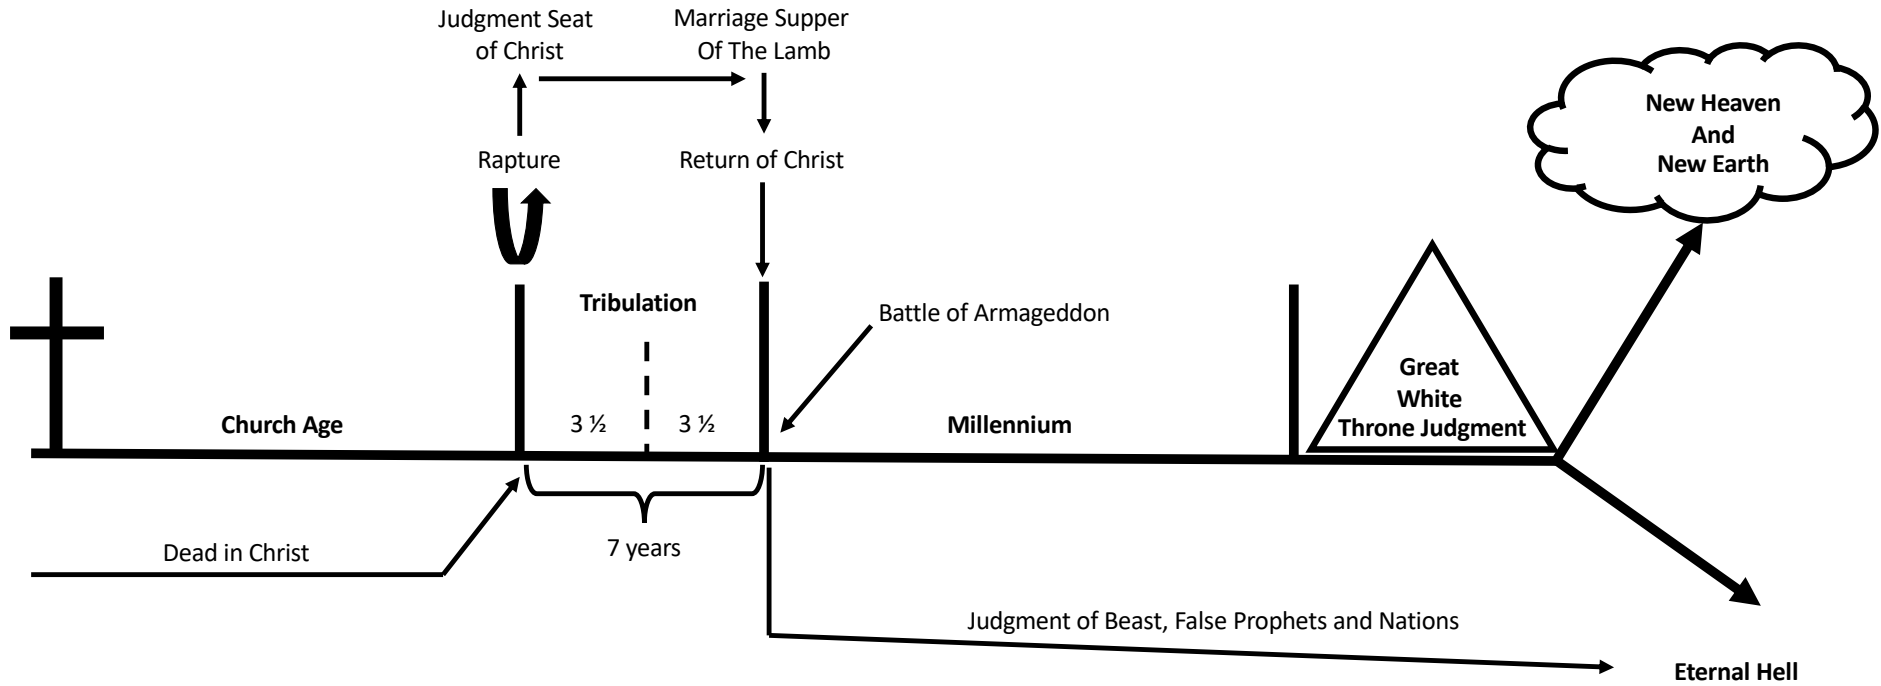 Judgment Seat
of Christ
Marriage Supper
Of The Lamb
Rapture
Return of Christ
New Heaven
And
New Earth
Tribulation
Battle of Armageddon
Great
White
Throne Judgment
Church Age
3 ½
3 ½
Millennium
Dead in Christ
7 years
Judgment of Beast, False Prophets and Nations
Eternal Hell